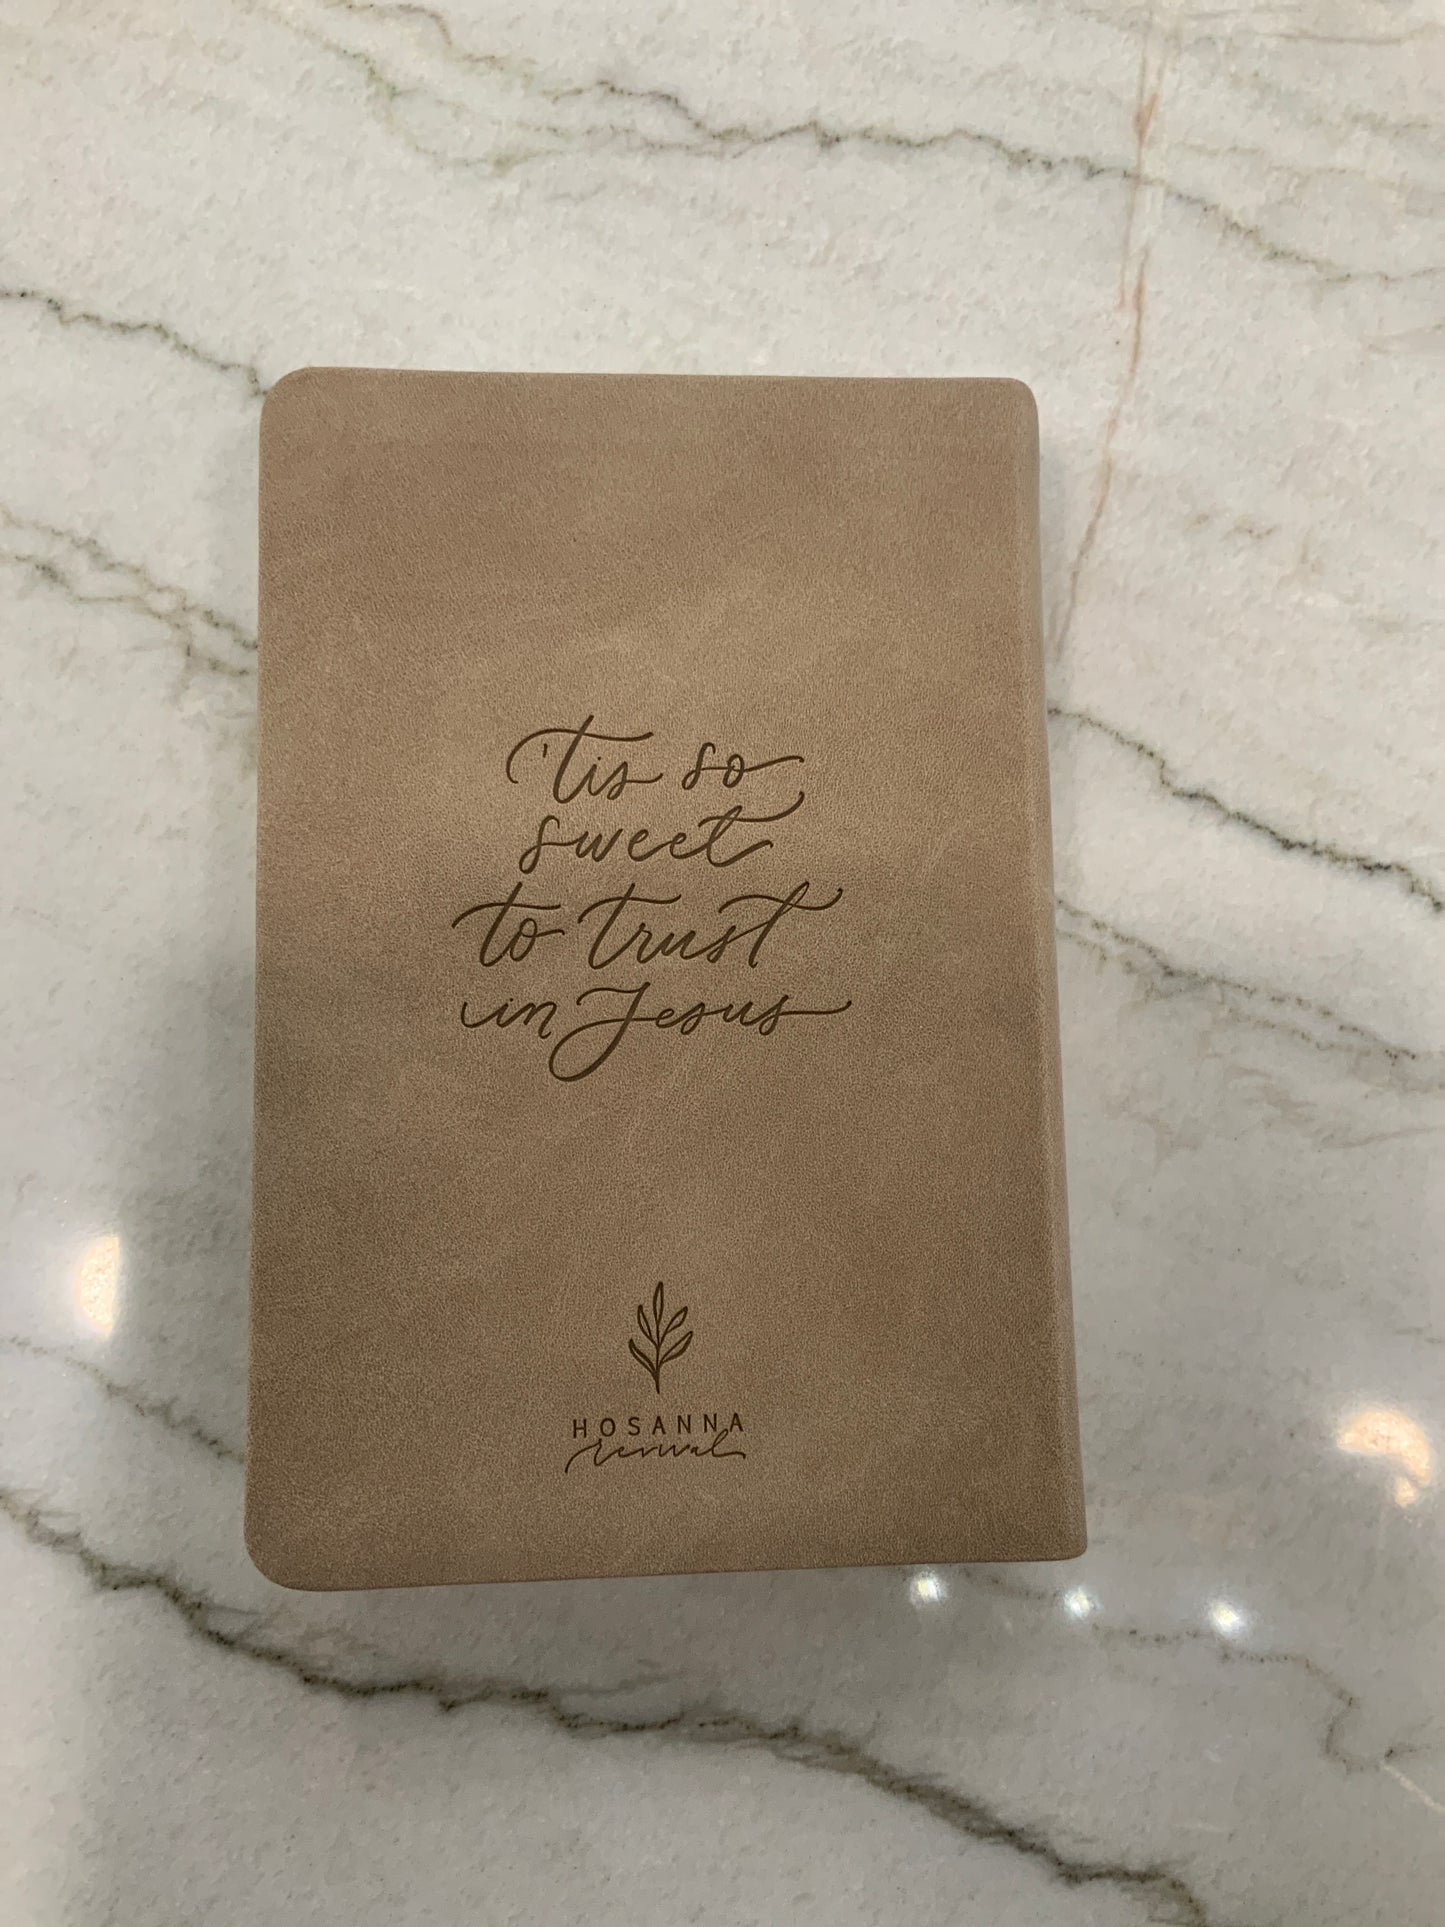 'tis so
sweet
to trust
in Jesus
HOSANNA
revival